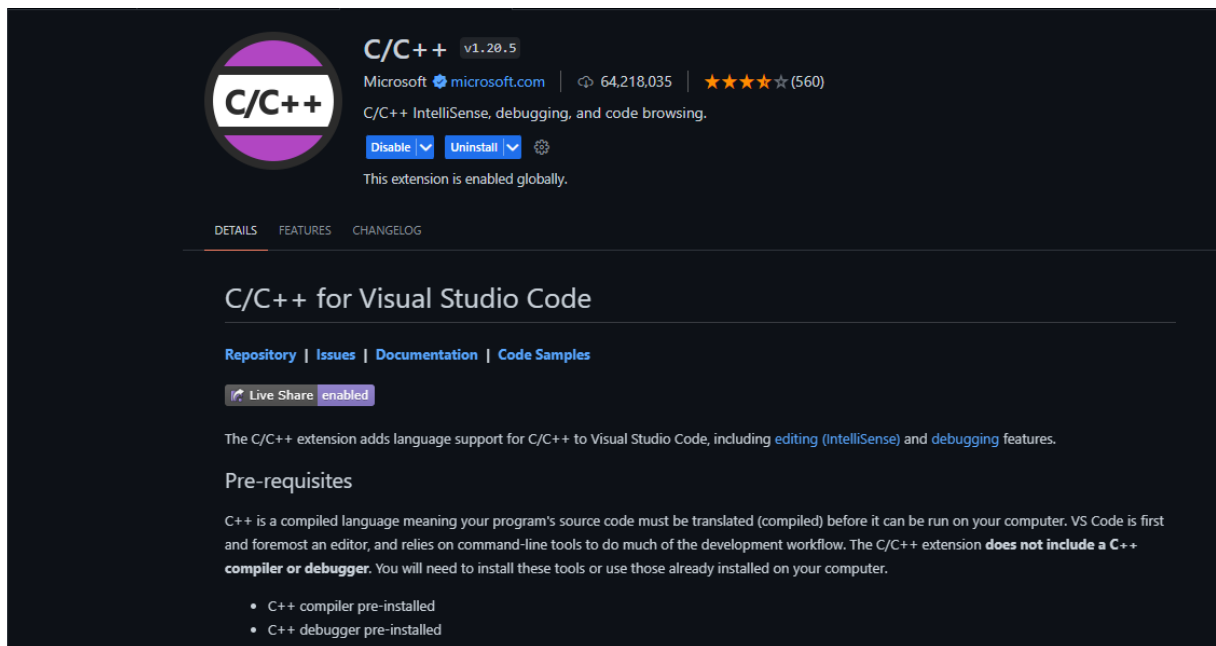 C/C++
C/C++ v1.20.5
Microsoft microsoft.com 64,218,035 (560)
C/C++ IntelliSense, debugging, and code browsing.
Disable Uninstall
This extension is enabled globally.
DETAILS FEATURES CHANGELOG
C/C++ for Visual Studio Code
Repository | Issues | Documentation | Code Samples
Live Share enabled
The C/C++ extension adds language support for C/C++ to Visual Studio Code, including editing (IntelliSense) and debugging features.
Pre-requisites
C++ is a compiled language meaning your program's source code must be translated (compiled) before it can be run on your computer. VS Code is first
and foremost an editor, and relies on command-line tools to do much of the development workflow. The C/C++ extension does not include a C++
compiler or debugger. You will need to install these tools or use those already installed on your computer.
• C++ compiler pre-installed
• C++ debugger pre-installed